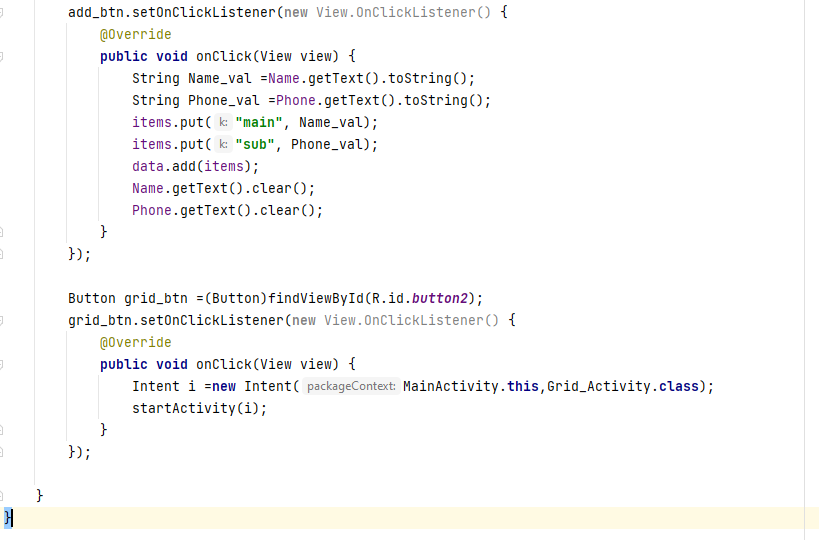 add_btn.setOnClickListener(new View.OnClickListener() {
@Override
public void onClick(View view) {
String Name_val =Name.getText().toString();
String Phone_val =Phone.getText().toString();
items.put( k: "main", Name_val);
items.put( k: "sub", Phone_val);
data.add(items);
Name.getText().clear();
Phone.getText().clear();
}
});
Button grid_btn =(Button)findViewById(R.id.button2);
grid_btn.setOnClickListener(new View.OnClickListener() {
@Override
public void onClick(View view) {
Intent i =new Intent( packageContext: MainActivity.this,Grid_Activity.class);
startActivity(i);
}
});
}
}